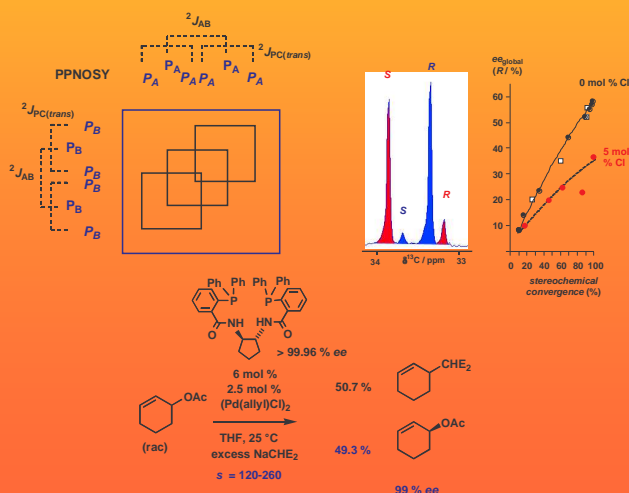 ²J_AB
²J_PC(trans)
P_A P_A
P_A P_A P_A P_A
PPNOSY
²J_PC(trans)
P_B
P_B
²J_AB
P_B
P_B
P_B
P_B
S
R
S
R
34
δ¹³C / ppm
33
ee_global
(R / %)
0 mol % Cl
5 mol
% Cl
60
50
40
30
20
10
0 20 40 60 80 100
stereochemical
convergence (%)
Ph Ph Ph Ph
P P
NH HN
O O
> 99.96 % ee
6 mol %
2.5 mol %
(Pd(allyl)Cl)₂
OAc
(rac)
THF, 25 °C
excess NaCHE₂
s = 120-260
50.7 %
CHE₂
49.3 %
OAc
99 % ee